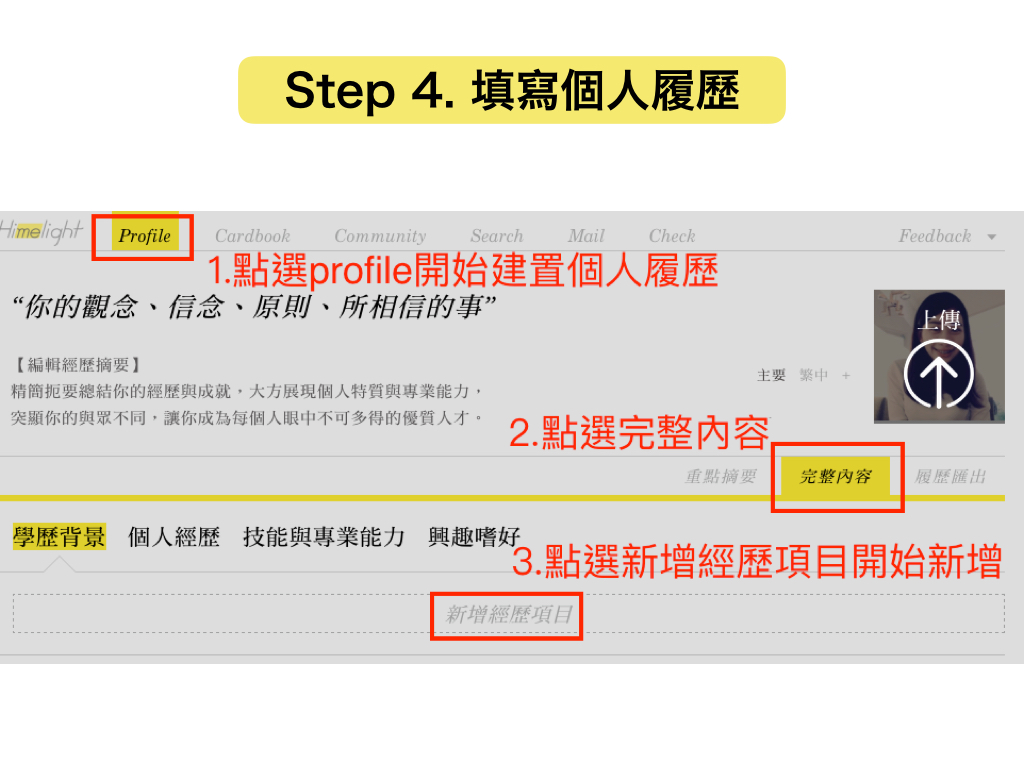 Step 4. 填寫個人履歷
Himelight Profile Cardbook Community Search Mail Check Feedback
1.點選profile開始建置個人履歷
“你的觀念、信念、原則、所相信的事”
上傳
【編輯經歷摘要】
精簡扼要總結你的經歷與成就，大方展現個人特質與專業能力，
主要 繁中 +
突顯你的與眾不同，讓你成為每個人眼中不可多得的優質人才。
2.點選完整內容
重點摘要 完整內容 履歷匯出
學歷背景 個人經歷 技能與專業能力 興趣嗜好
3.點選新增經歷項目開始新增
新增經歷項目